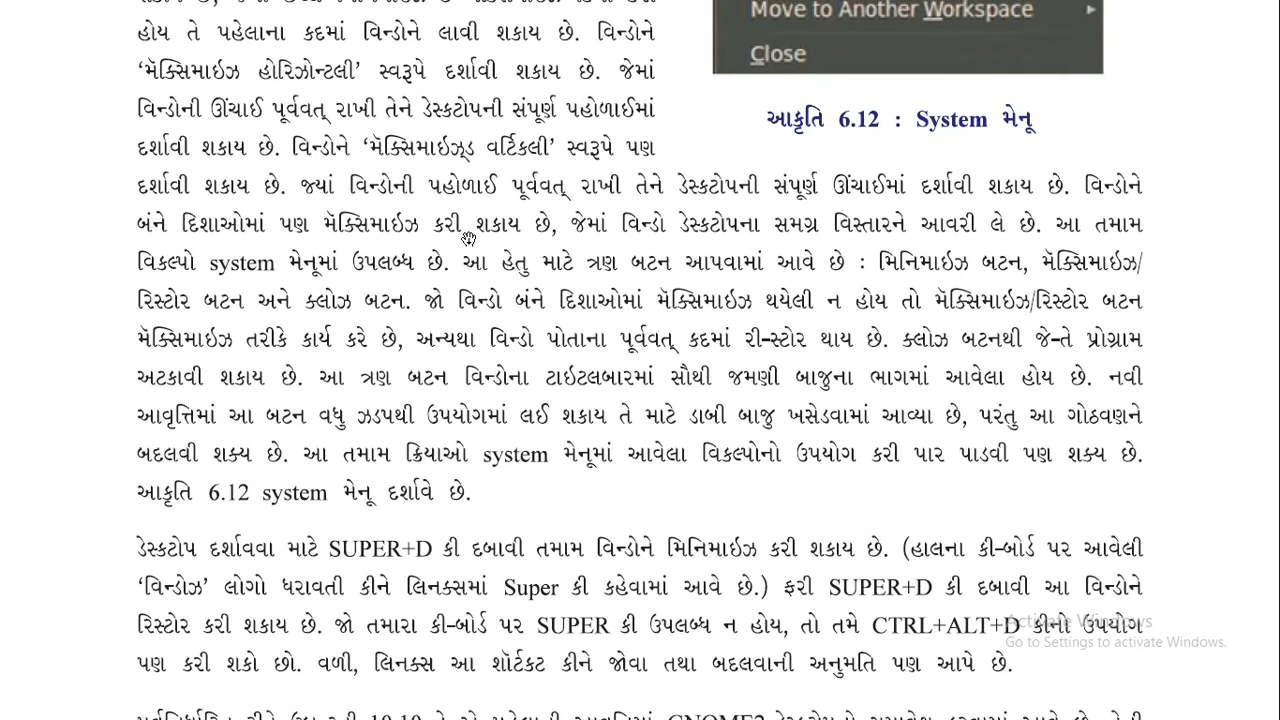 હોય તે પહેલાના કદમાં વિન્ડોને લાવી શકાય છે. વિન્ડોને
‘મૅક્સિમાઇઝ હોરિઝોન્ટલી’ સ્વરૂપે દર્શાવી શકાય છે. જેમાં
વિન્ડોની ઊંચાઈ પૂર્વવત્ રાખી તેને ડેસ્કટોપની સંપૂર્ણ પહોળાઈમાં
દર્શાવી શકાય છે. વિન્ડોને ‘મૅક્સિમાઇઝ્ડ વર્ટિકલી’ સ્વરૂપે પણ
Move to Another Workspace
Close
આકૃતિ 6.12 : System મેનૂ
દર્શાવી શકાય છે. જ્યાં વિન્ડોની પહોળાઈ પૂર્વવત્ રાખી તેને ડેસ્કટોપની સંપૂર્ણ ઊંચાઈમાં દર્શાવી શકાય છે. વિન્ડોને
બંને દિશાઓમાં પણ મૅક્સિમાઇઝ કરી શકાય છે, જેમાં વિન્ડો ડેસ્કટોપના સમગ્ર વિસ્તારને આવરી લે છે. આ તમામ
વિકલ્પો system મેનૂમાં ઉપલબ્ધ છે. આ હેતુ માટે ત્રણ બટન આપવામાં આવે છે : મિનિમાઇઝ બટન, મૅક્સિમાઇઝ/
રિસ્ટોર બટન અને ક્લોઝ બટન. જો વિન્ડો બંને દિશાઓમાં મૅક્સિમાઇઝ થયેલી ન હોય તો મૅક્સિમાઇઝ/રિસ્ટોર બટન
મૅક્સિમાઇઝ તરીકે કાર્ય કરે છે, અન્યથા વિન્ડો પોતાના પૂર્વવત્ કદમાં રી-સ્ટોર થાય છે. ક્લોઝ બટનથી જે-તે પ્રોગ્રામ
અટકાવી શકાય છે. આ ત્રણ બટન વિન્ડોના ટાઇટલબારમાં સૌથી જમણી બાજુના ભાગમાં આવેલા હોય છે. નવી
આવૃત્તિમાં આ બટન વધુ ઝડપથી ઉપયોગમાં લઈ શકાય તે માટે ડાબી બાજુ ખસેડવામાં આવ્યા છે, પરંતુ આ ગોઠવણને
બદલવી શક્ય છે. આ તમામ ક્રિયાઓ system મેનૂમાં આવેલા વિકલ્પોનો ઉપયોગ કરી પાર પાડવી પણ શક્ય છે.
આકૃતિ 6.12 system મેનૂ દર્શાવે છે.
ડેસ્કટોપ દર્શાવવા માટે SUPER+D કી દબાવી તમામ વિન્ડોને મિનિમાઇઝ કરી શકાય છે. (હાલના કી-બોર્ડ પર આવેલી
‘વિન્ડોઝ’ લોગો ધરાવતી કીને લિનક્સમાં Super કી કહેવામાં આવે છે.) ફરી SUPER+D કી દબાવી આ વિન્ડોને
રિસ્ટોર કરી શકાય છે. જો તમારા કી-બોર્ડ પર SUPER કી ઉપલબ્ધ ન હોય, તો તમે CTRL+ALT+D કીનો ઉપયોગ
પણ કરી શકો છો. વળી, લિનક્સ આ શૉર્ટકટ કીને જોવા તથા બદલવાની અનુમતિ પણ આપે છે.
Activate Windows
Go to Settings to activate Windows.